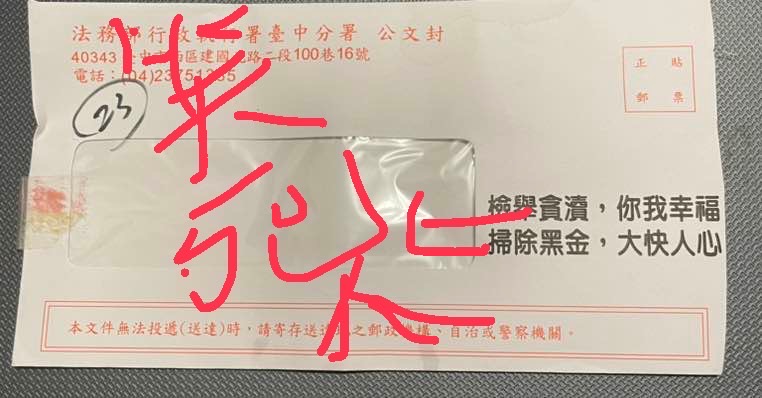 法務部行政執行署臺中分署 公文封
40343 中市 區建國 路二段100巷16號
電話：(04)
正貼
郵票
23
檢舉貪瀆，你我幸福
掃除黑金，大快人心
本文件無法投遞(送達)時，請寄存送達地之郵政機構、自治或警察機關。